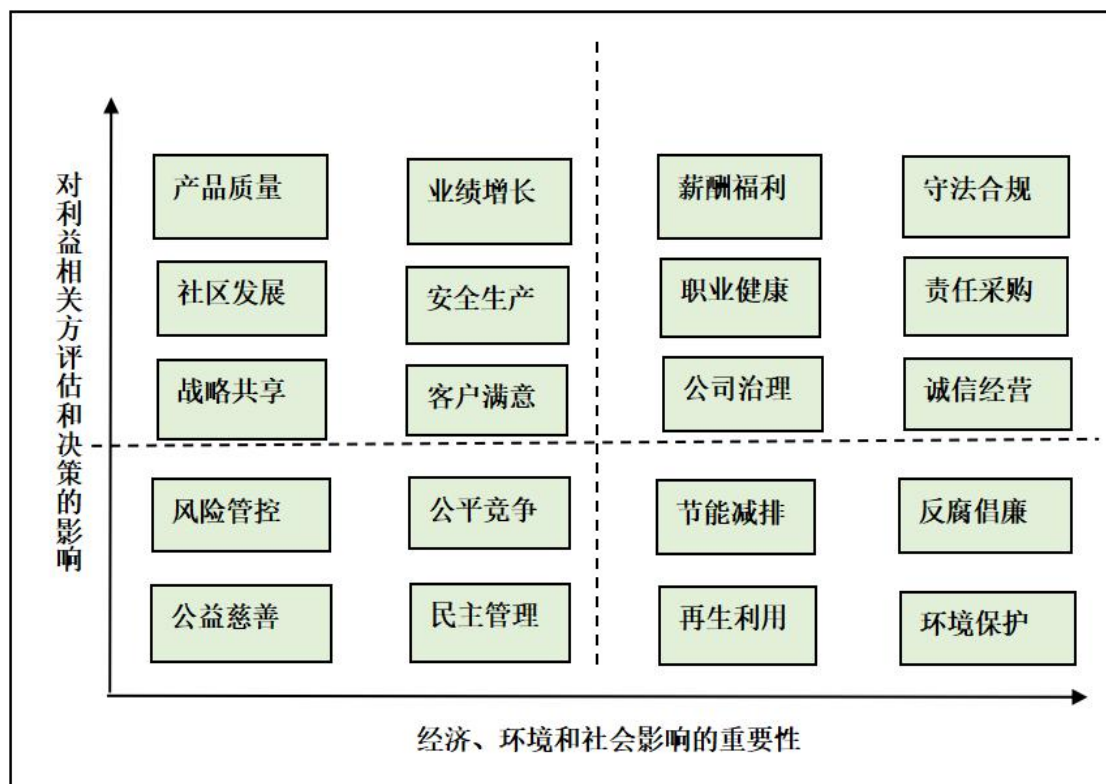 对利益相关方评估和决策的影响
产品质量
业绩增长
薪酬福利
守法合规
社区发展
安全生产
职业健康
责任采购
战略共享
客户满意
公司治理
诚信经营
风险管控
公平竞争
节能减排
反腐倡廉
公益慈善
民主管理
再生利用
环境保护
经济、环境和社会影响的重要性